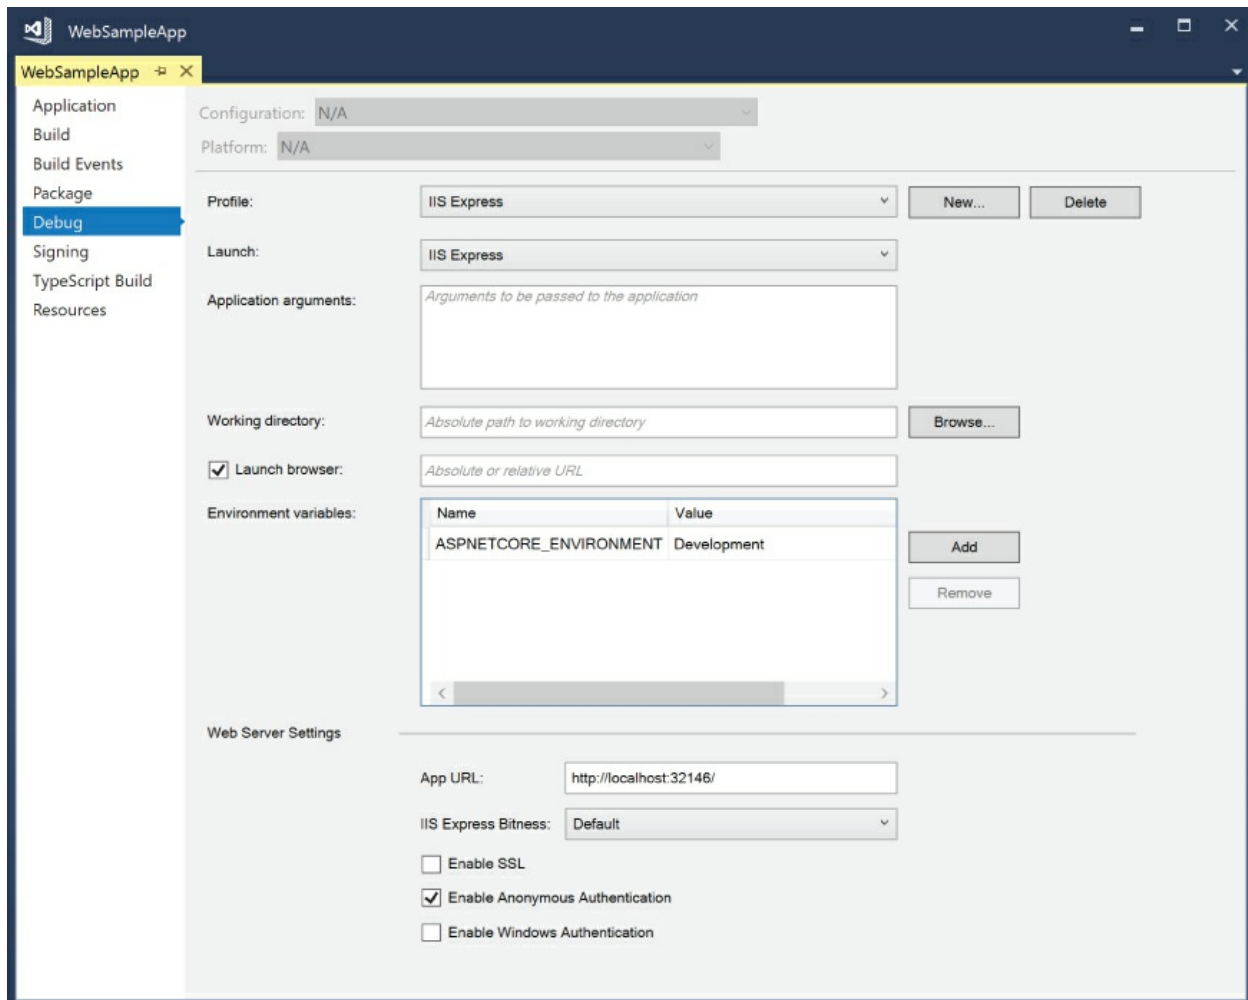 WebSampleApp
WebSampleApp
Application
Build
Build Events
Package
Debug
Signing
TypeScript Build
Resources
Configuration: N/A
Platform: N/A
Profile: IIS Express New... Delete
Launch: IIS Express
Application arguments: Arguments to be passed to the application
Working directory: Absolute path to working directory Browse...
Launch browser: Absolute or relative URL
Environment variables: Name Value
ASPNETCORE_ENVIRONMENT Development
Add
Remove
Web Server Settings
App URL: http://localhost:32146/
IIS Express Bitness: Default
Enable SSL
Enable Anonymous Authentication
Enable Windows Authentication